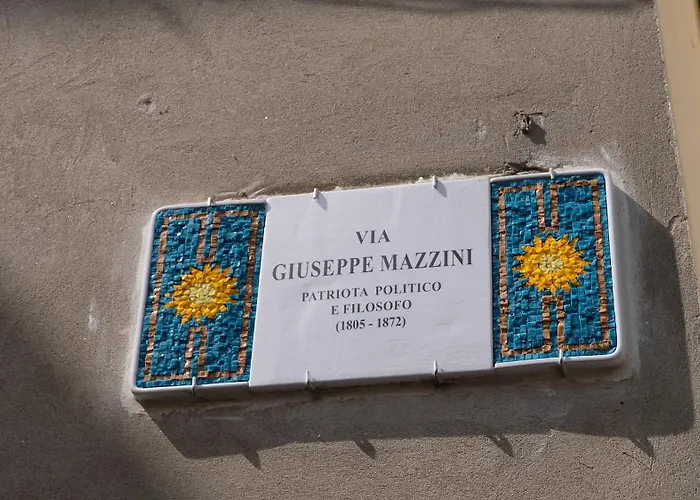 VIA
GIUSEPPE MAZZINI
PATRIOTA POLITICO
E FILOSOFO
(1805 - 1872)